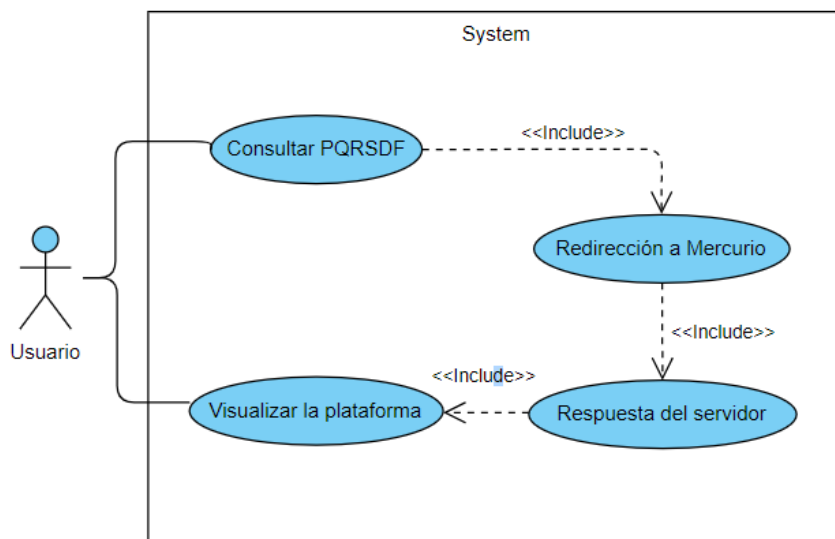 System
Consultar PQRSDF
<<Include>>
Redirección a Mercurio
Usuario
<<Include>>
<<Include>>
Visualizar la plataforma
Respuesta del servidor